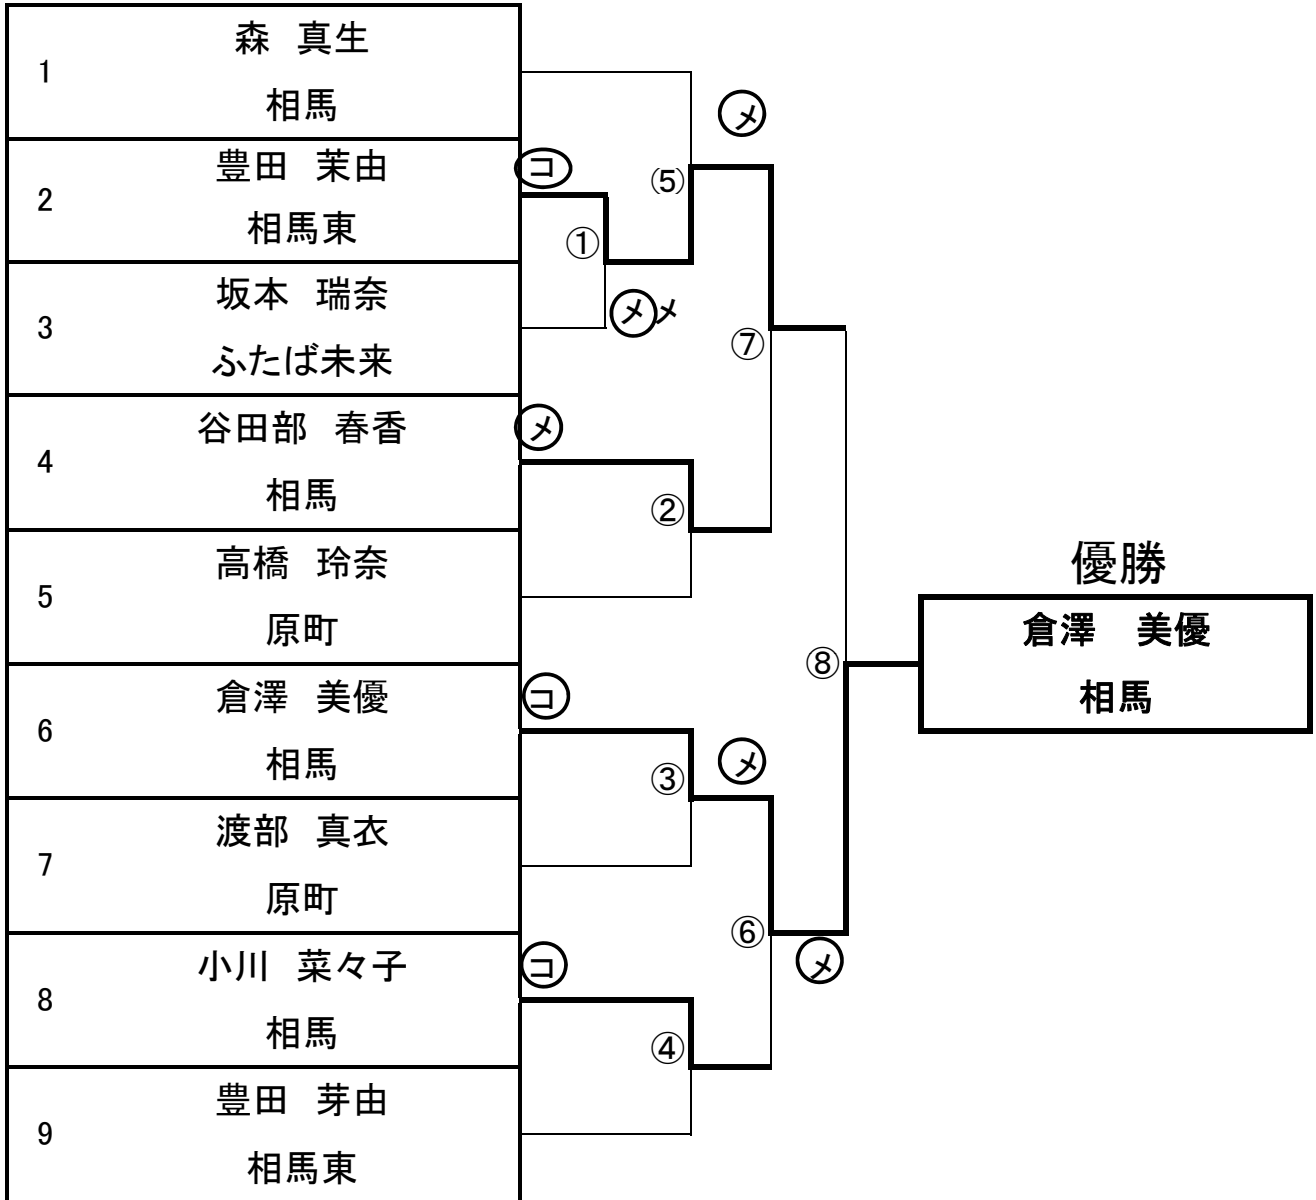 1
森 真生
相馬
2
豊田 茉由
相馬東
3
坂本 瑞奈
ふたば未来
4
谷田部 春香
相馬
5
高橋 玲奈
原町
6
倉澤 美優
相馬
7
渡部 真衣
原町
8
小川 菜々子
相馬
9
豊田 芽由
相馬東
コ
①
メメ
メ
②
コ
③
コ
④
メ
⑤
メ
⑥
⑦
メ
⑧
優勝
倉澤 美優
相馬